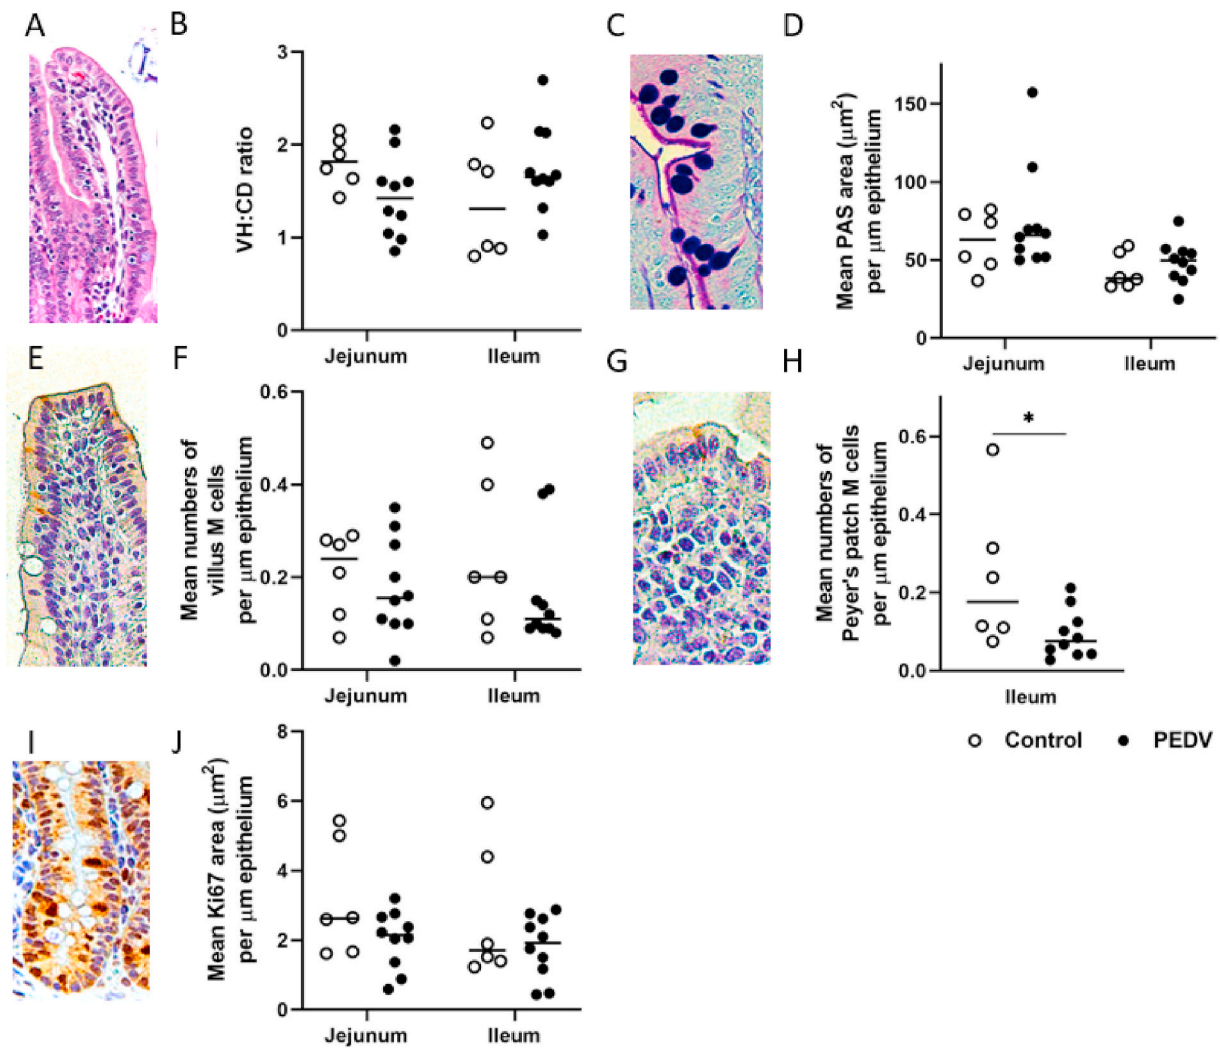 A
B
VH:CD ratio
3
2
1
0
Jejunum
Ileum
C
D
Mean PAS area (μm²)
per μm epithelium
150
100
50
0
Jejunum
Ileum
E
F
Mean numbers of
villus M cells
per μm epithelium
0.6
0.4
0.2
0.0
Jejunum
Ileum
G
H
Mean numbers of
Peyer's patch M cells
per μm epithelium
0.6
0.4
0.2
0.0
*
Ileum
Control
PEDV
I
J
Mean Ki67 area (μm²)
per μm epithelium
8
6
4
2
0
Jejunum
Ileum